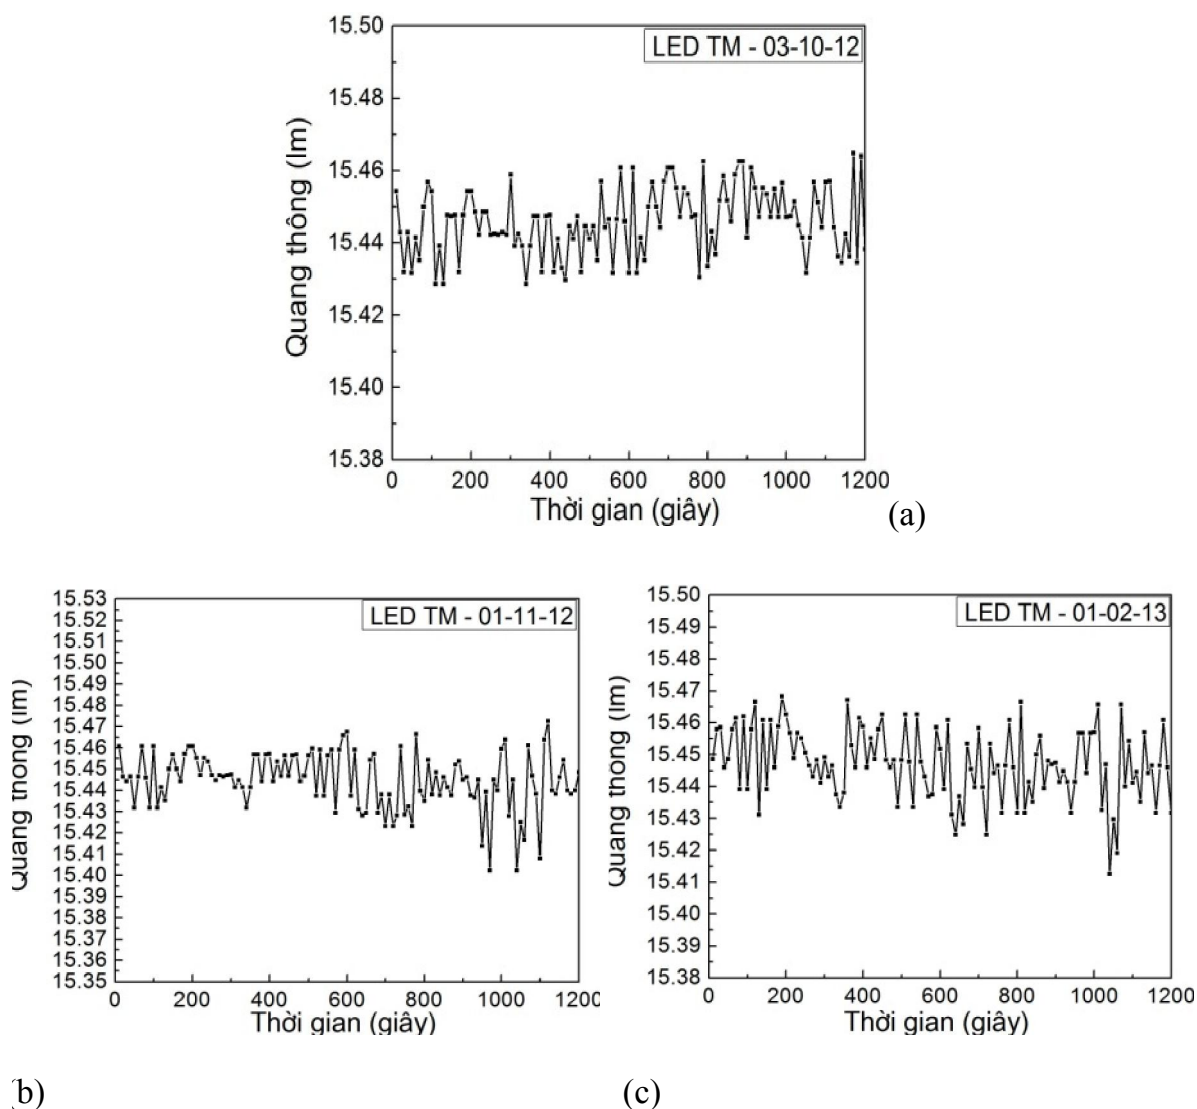 15.50
LED TM - 03-10-12
15.48
15.46
15.44
15.42
15.40
15.38
Quang thông (lm)
0 200 400 600 800 1000 1200
Thời gian (giây)
(a)
15.53
LED TM - 01-11-12
15.52
15.51
15.50
15.49
15.48
15.47
15.46
15.45
15.44
15.43
15.42
15.41
15.40
15.39
15.38
15.37
15.36
15.35
Quang thong (lm)
0 200 400 600 800 1000 1200
Thời gian (giây)
b)
15.50
LED TM - 01-02-13
15.49
15.48
15.47
15.46
15.45
15.44
15.43
15.42
15.41
15.40
15.39
15.38
Quang thong (lm)
0 200 400 600 800 1000 1200
Thời gian (giây)
(c)